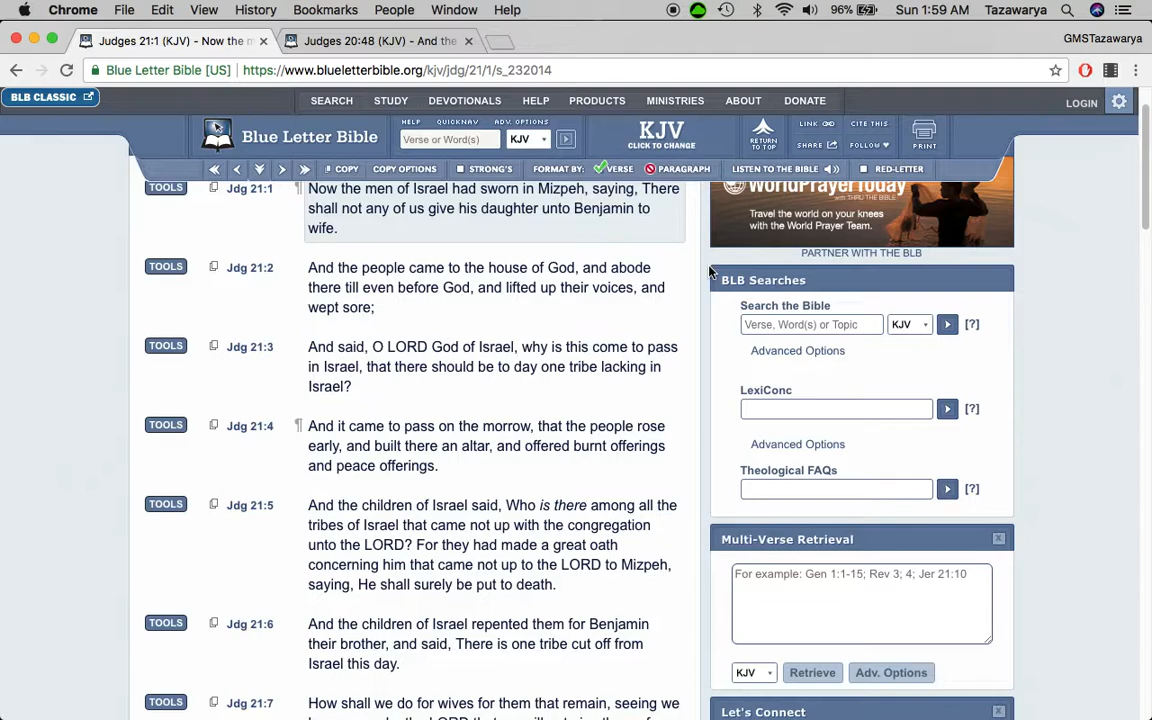 Chrome File Edit View History Bookmarks People Window Help 96% Sun 1:59 AM Tazawarya
Judges 21:1 (KJV) - Now the m Judges 20:48 (KJV) - And the GMSTazawarya
Blue Letter Bible [US] https://www.blueletterbible.org/kjv/jdg/21/1/s_232014
BLB CLASSIC SEARCH STUDY DEVOTIONALS HELP PRODUCTS MINISTRIES ABOUT DONATE LOGIN
Blue Letter Bible
HELP QUICKNAV ADV. OPTIONS
Verse or Word(s) KJV
KJV
CLICK TO CHANGE
RETURN
TO TOP
LINK CITE THIS
SHARE FOLLOW
PRINT
COPY COPY OPTIONS STRONG'S FORMAT BY: VERSE PARAGRAPH LISTEN TO THE BIBLE RED-LETTER
TOOLS Jdg 21:1 ¶ Now the men of Israel had sworn in Mizpeh, saying, There
shall not any of us give his daughter unto Benjamin to
wife.
TOOLS Jdg 21:2 And the people came to the house of God, and abode
there till even before God, and lifted up their voices, and
wept sore;
TOOLS Jdg 21:3 And said, O LORD God of Israel, why is this come to pass
in Israel, that there should be to day one tribe lacking in
Israel?
TOOLS Jdg 21:4 ¶ And it came to pass on the morrow, that the people rose
early, and built there an altar, and offered burnt offerings
and peace offerings.
TOOLS Jdg 21:5 And the children of Israel said, Who is there among all the
tribes of Israel that came not up with the congregation
unto the LORD? For they had made a great oath
concerning him that came not up to the LORD to Mizpeh,
saying, He shall surely be put to death.
TOOLS Jdg 21:6 And the children of Israel repented them for Benjamin
their brother, and said, There is one tribe cut off from
Israel this day.
TOOLS Jdg 21:7 How shall we do for wives for them that remain, seeing we
WorldPrayerToday
with THRU the BIBLE
Travel the world on your knees
with the World Prayer Team.
PARTNER WITH THE BLB
BLB Searches
Search the Bible
Verse, Word(s) or Topic KJV [?]
Advanced Options
LexiConc
[?]
Advanced Options
Theological FAQs
[?]
Multi-Verse Retrieval x
For example: Gen 1:1-15; Rev 3; 4; Jer 21:10
KJV Retrieve Adv. Options
Let's Connect x